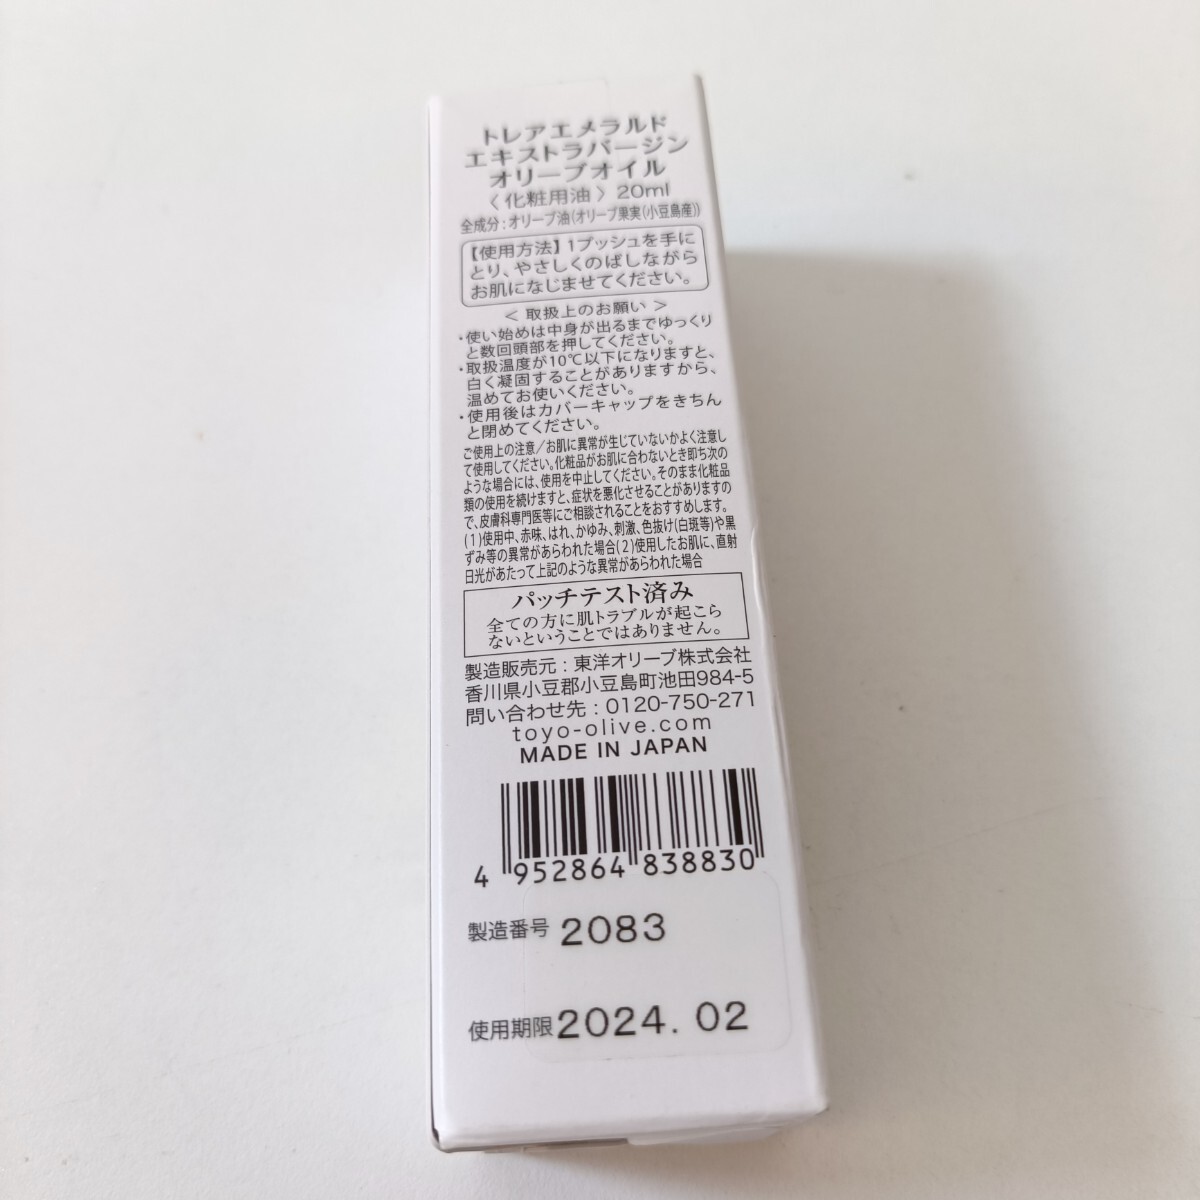 トレアエメラルド
エキストラバージン
オリーブオイル
〈化粧用油〉20ml
全成分：オリーブ油(オリーブ果実(小豆島産))
【使用方法】1プッシュを手に
とり、やさしくのばしながら
お肌になじませてください。
＜ 取扱上のお願い ＞
・使い始めは中身が出るまでゆっくり
と数回頭部を押してください。
・取扱温度が10℃以下になりますと、
白く凝固することがありますから、
温めてお使いください。
・使用後はカバーキャップをきちん
と閉めてください。
ご使用上の注意／お肌に異常が生じていないかよく注意し
て使用してください。化粧品がお肌に合わないとき即ち次の
ような場合には、使用を中止してください。そのまま化粧品
類の使用を続けますと、症状を悪化させることがありますの
で、皮膚科専門医等にご相談されることをおすすめします。
(1)使用中、赤味、はれ、かゆみ、刺激、色抜け(白斑等)や黒
ずみ等の異常があらわれた場合(2)使用したお肌に、直射
日光があたって上記のような異常があらわれた場合
パッチテスト済み
全ての方に肌トラブルが起こら
ないということではありません。
製造販売元：東洋オリーブ株式会社
香川県小豆郡小豆島町池田984-5
問い合わせ先：0120-750-271
toyo-olive.com
MADE IN JAPAN
4 952864 838830
製造番号 2083
使用期限 2024. 02